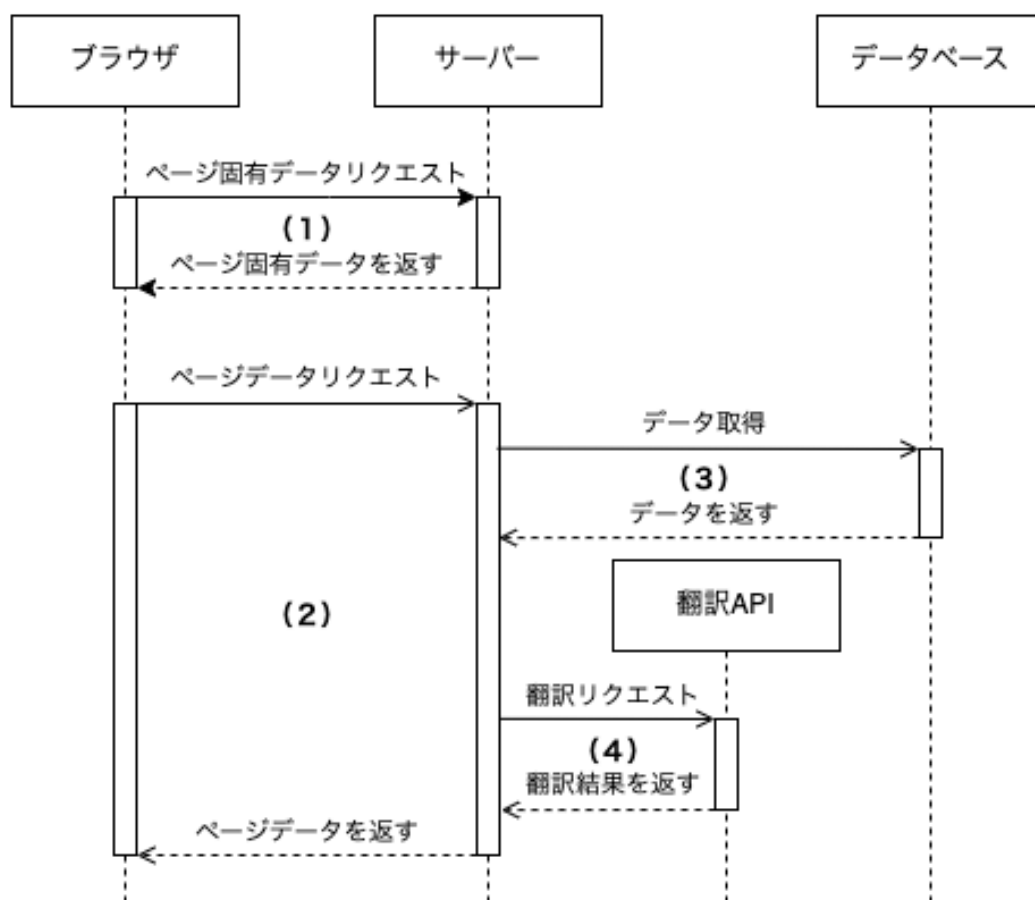 ブラウザ
サーバー
データベース
ページ固有データリクエスト
(1)
ページ固有データを返す
ページデータリクエスト
データ取得
(3)
データを返す
翻訳API
(2)
翻訳リクエスト
(4)
翻訳結果を返す
ページデータを返す